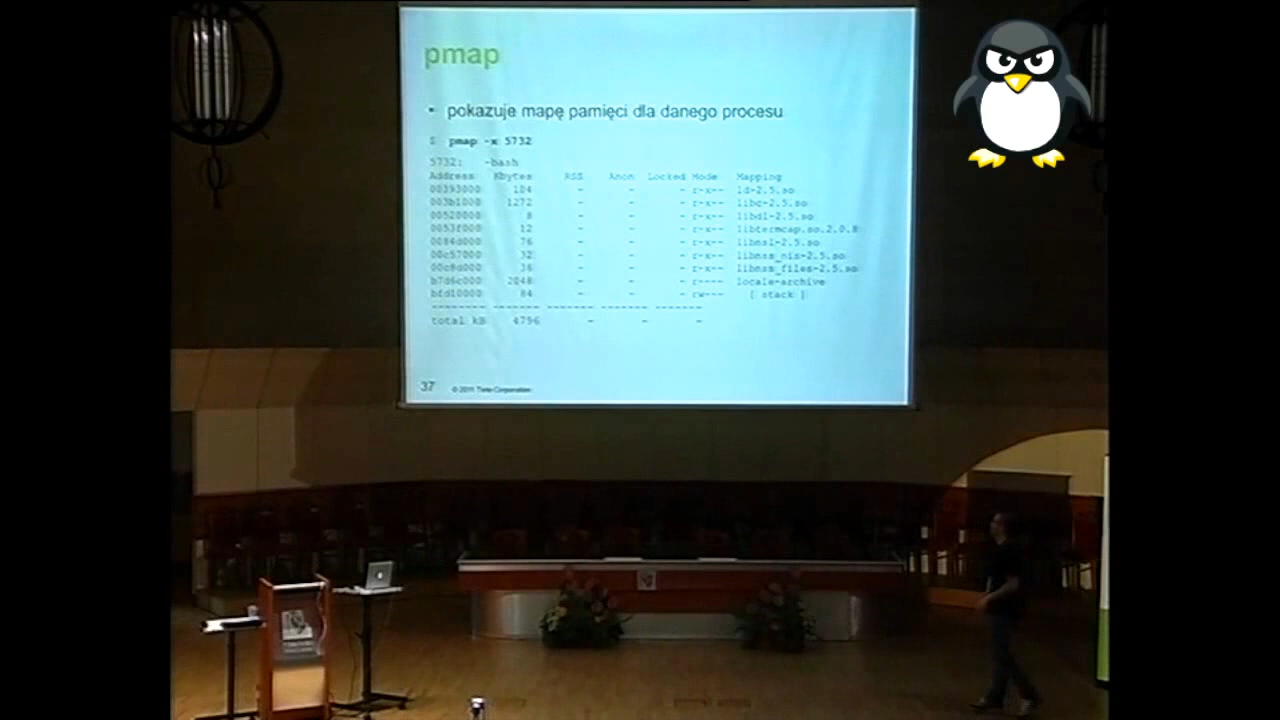 pmap
• pokazuje mapę pamięci dla danego procesu
$ pmap -x 5732
5732: -bash
Address Kbytes RSS Anon Locked Mode Mapping
00393000 104 - - - r-x-- ld-2.5.so
003b1000 1272 - - - r-x-- libc-2.5.so
00520000 8 - - - r-x-- libdl-2.5.so
0053f000 12 - - - r-x-- libtermcap.so.2.0.8
0084d000 76 - - - r-x-- libnsl-2.5.so
00c57000 32 - - - r-x-- libnss_nis-2.5.so
00c8d000 36 - - - r-x-- libnss_files-2.5.so
b7d6c000 2048 - - - r---- locale-archive
bfd10000 84 - - - rw--- [ stack ]
-------- ------- ------- ------- -------
total kB 4796 - - -
37 © 2011 Tieto Corporation